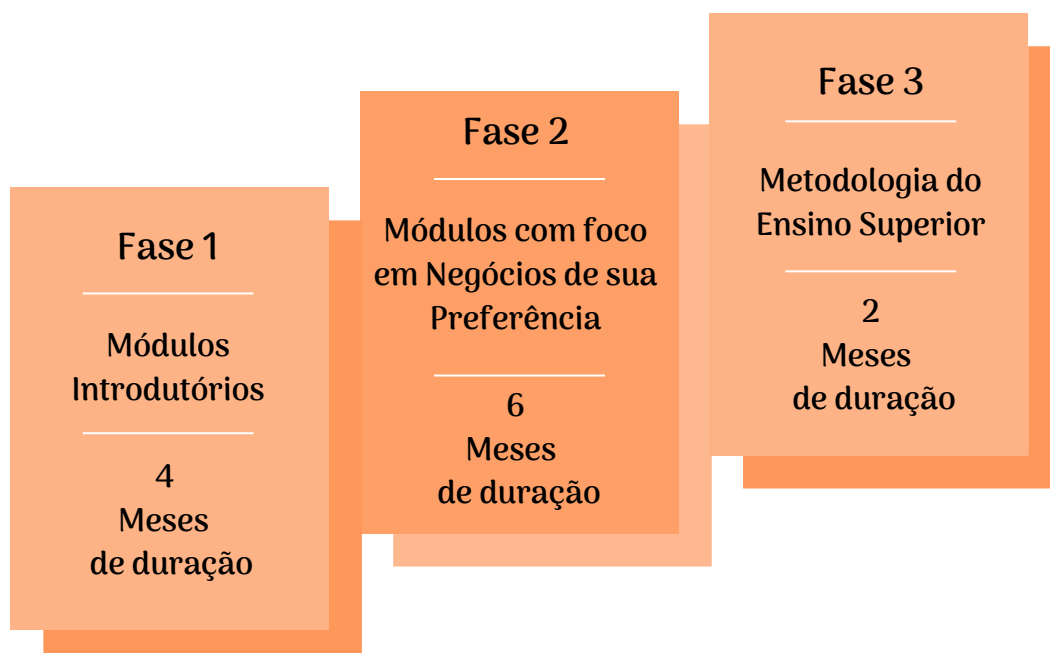 Fase 1
Módulos
Introdutórios
4
Meses
de duração
Fase 2
Módulos com foco
em Negócios de sua
Preferência
6
Meses
de duração
Fase 3
Metodologia do
Ensino Superior
2
Meses
de duração